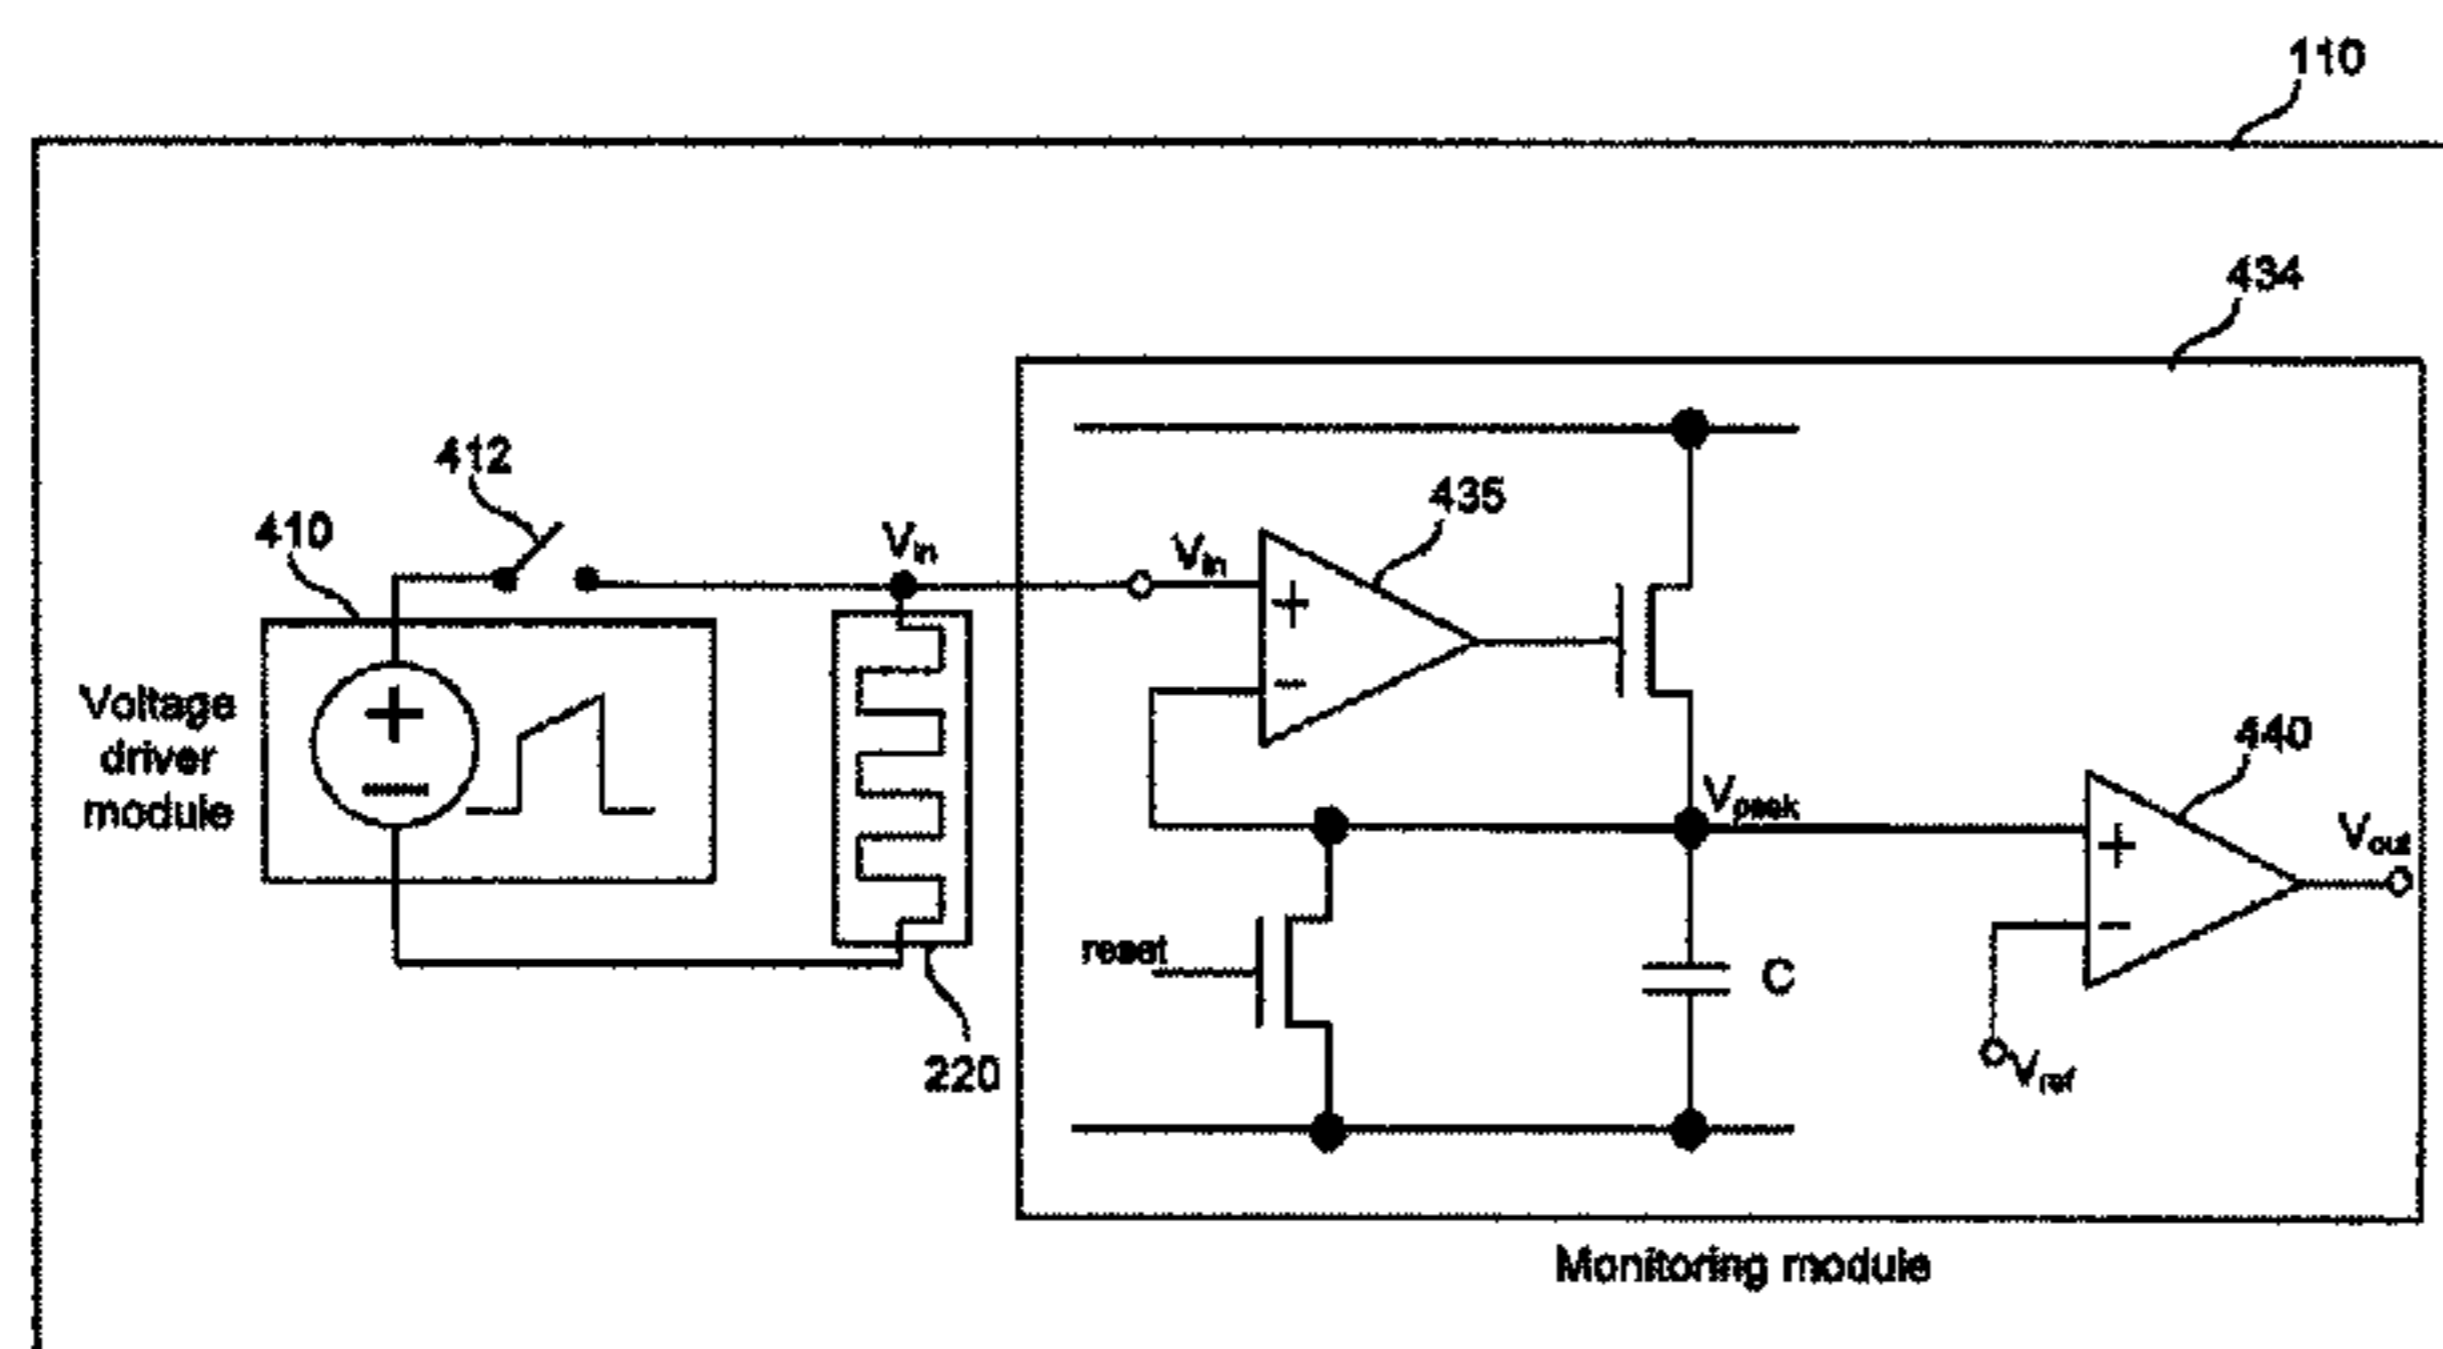 110
434
412
435
410
Vin
Vin
+
+
-
Voltage
driver
module
+
-
440
Vpeak
Vout
+
-
reset
C
Vref
220
Monitoring module